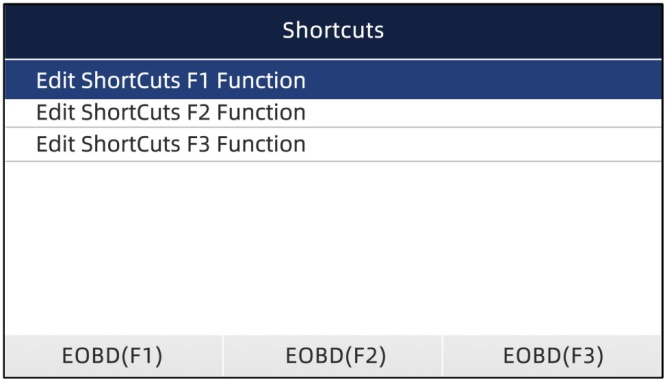 Shortcuts
Edit ShortCuts F1 Function
Edit ShortCuts F2 Function
Edit ShortCuts F3 Function
EOBD(F1) EOBD(F2) EOBD(F3)